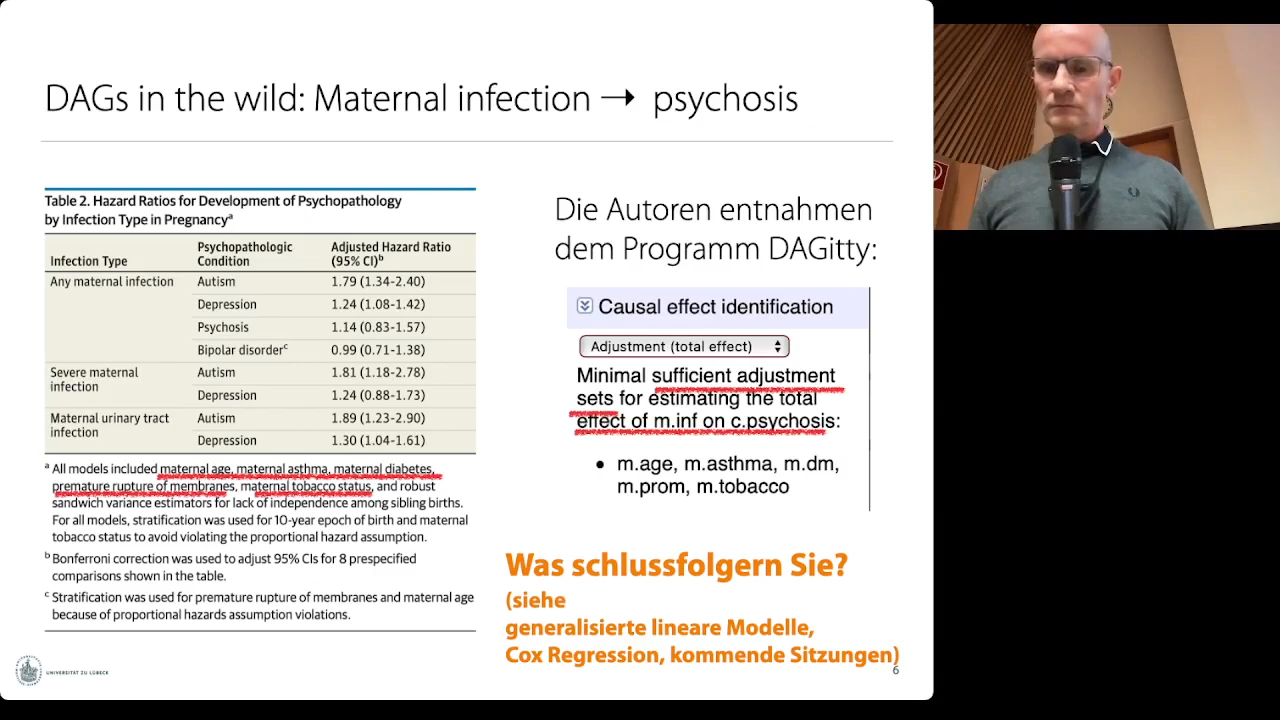 DAGs in the wild: Maternal infection → psychosis
Table 2. Hazard Ratios for Development of Psychopathology
by Infection Type in Pregnancyª
Infection Type Psychopathologic Condition Adjusted Hazard Ratio (95% CI)ᵇ
Any maternal infection Autism 1.79 (1.34-2.40)
Depression 1.24 (1.08-1.42)
Psychosis 1.14 (0.83-1.57)
Bipolar disorderᶜ 0.99 (0.71-1.38)
Severe maternal infection Autism 1.81 (1.18-2.78)
Depression 1.24 (0.88-1.73)
Maternal urinary tract infection Autism 1.89 (1.23-2.90)
Depression 1.30 (1.04-1.61)
ª All models included maternal age, maternal asthma, maternal diabetes,
premature rupture of membranes, maternal tobacco status, and robust
sandwich variance estimators for lack of independence among sibling births.
For all models, stratification was used for 10-year epoch of birth and maternal
tobacco status to avoid violating the proportional hazard assumption.
ᵇ Bonferroni correction was used to adjust 95% CIs for 8 prespecified
comparisons shown in the table.
ᶜ Stratification was used for premature rupture of membranes and maternal age
because of proportional hazards assumption violations.
Die Autoren entnahmen
dem Programm DAGitty:
Causal effect identification
Adjustment (total effect)
Minimal sufficient adjustment
sets for estimating the total
effect of m.inf on c.psychosis:
• m.age, m.asthma, m.dm,
m.prom, m.tobacco
Was schlussfolgern Sie?
(siehe
generalisierte lineare Modelle,
Cox Regression, kommende Sitzungen)
UNIVERSITÄT ZU LÜBECK
6